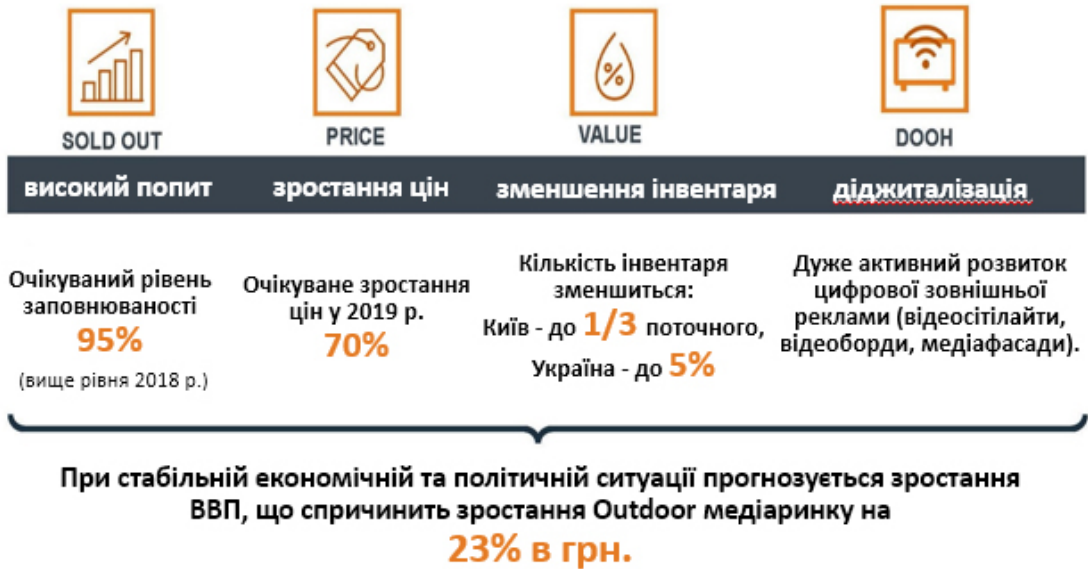 %
SOLD OUT
PRICE
VALUE
DOOH
високий попит
зростання цін
зменшення інвентаря
діджиталізація
Очікуваний рівень
заповнюваності
95%
(вище рівня 2018 р.)
Очікуване зростання
цін у 2019 р.
70%
Кількість інвентаря
зменшиться:
Київ - до 1/3 поточного,
Україна - до 5%
Дуже активний розвиток
цифрової зовнішньої
реклами (відеосітілайти,
відеоборди, медіафасади).
При стабільній економічній та політичній ситуації прогнозується зростання
ВВП, що спричинить зростання Outdoor медіаринку на
23% в грн.